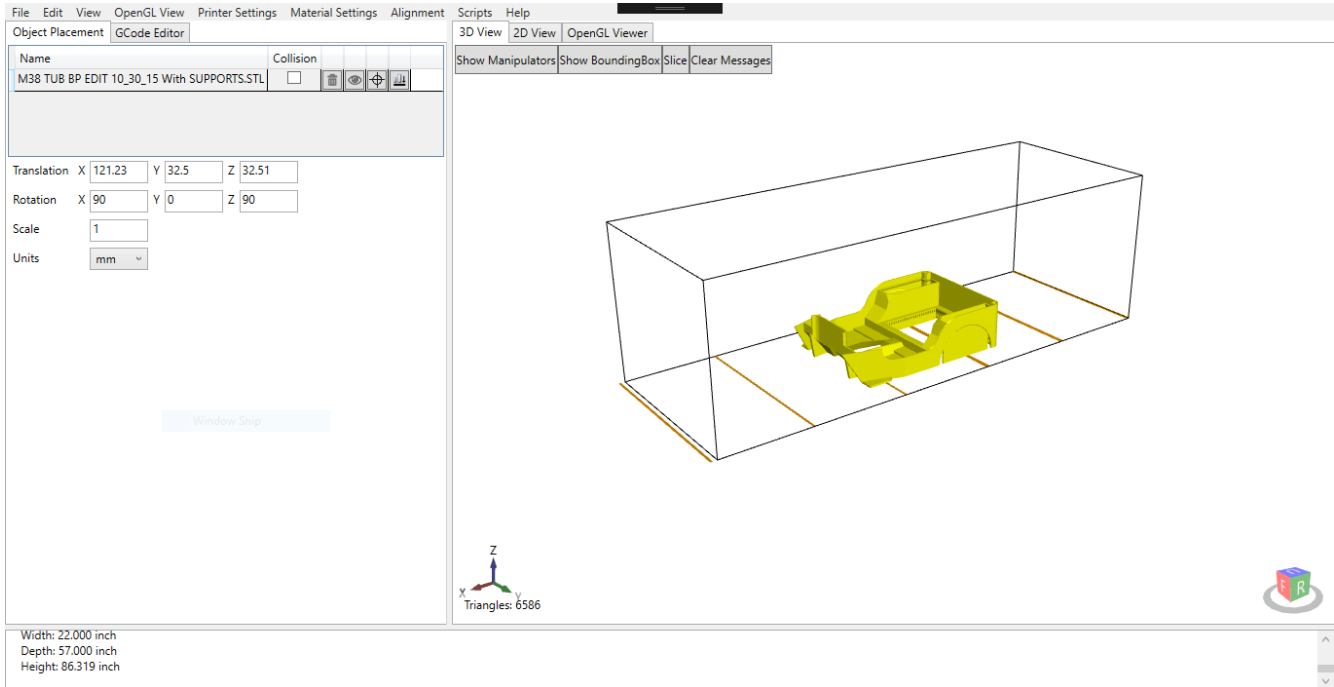 File Edit View OpenGL View Printer Settings Material Settings Alignment Scripts Help
Object Placement GCode Editor
Name Collision
M38 TUB BP EDIT 10_30_15 With SUPPORTS.STL
Translation X 121.23 Y 32.5 Z 32.51
Rotation X 90 Y 0 Z 90
Scale 1
Units mm
Window Snip
3D View 2D View OpenGL Viewer
Show Manipulators Show BoundingBox Slice Clear Messages
Z
X Y
Triangles: 6586
F R
Width: 22.000 inch
Depth: 57.000 inch
Height: 86.319 inch